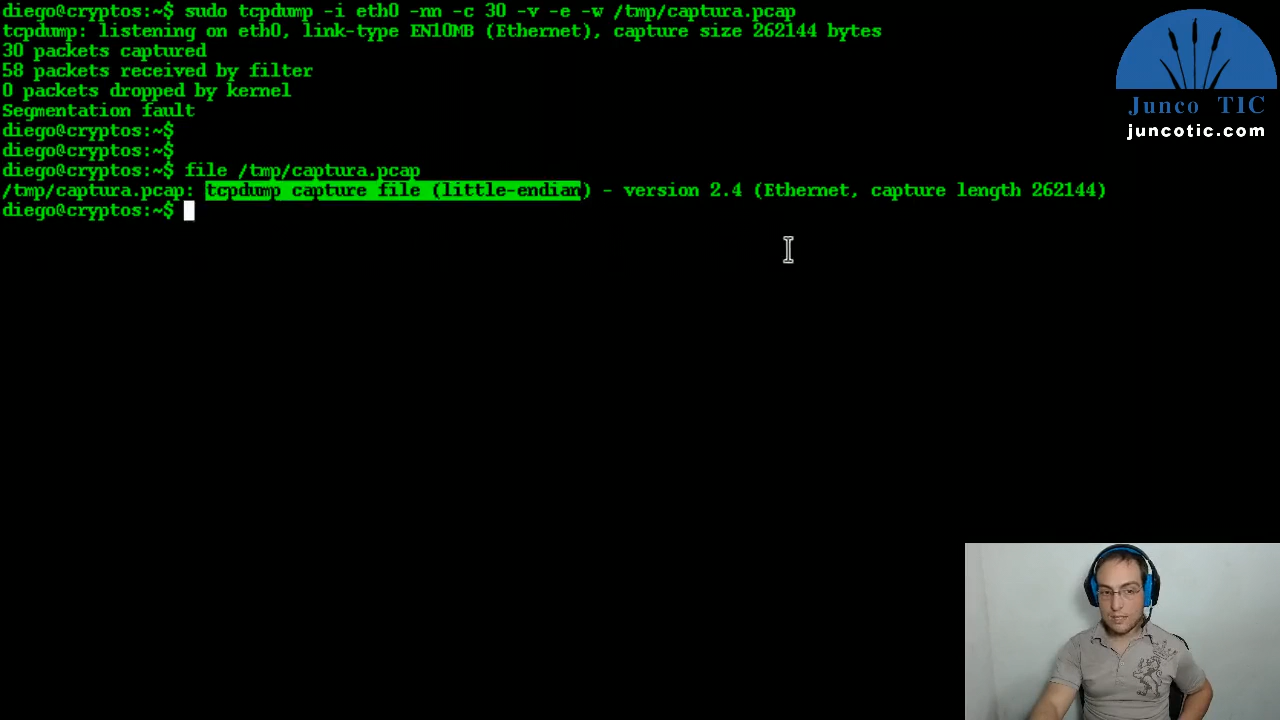 diego@cryptos:~$ sudo tcpdump -i eth0 -nn -c 30 -v -e -w /tmp/captura.pcap
tcpdump: listening on eth0, link-type EN10MB (Ethernet), capture size 262144 bytes
30 packets captured
58 packets received by filter
0 packets dropped by kernel
Segmentation fault
diego@cryptos:~$
diego@cryptos:~$
diego@cryptos:~$ file /tmp/captura.pcap
/tmp/captura.pcap: tcpdump capture file (little-endian) - version 2.4 (Ethernet, capture length 262144)
diego@cryptos:~$
Junco TIC
juncotic.com